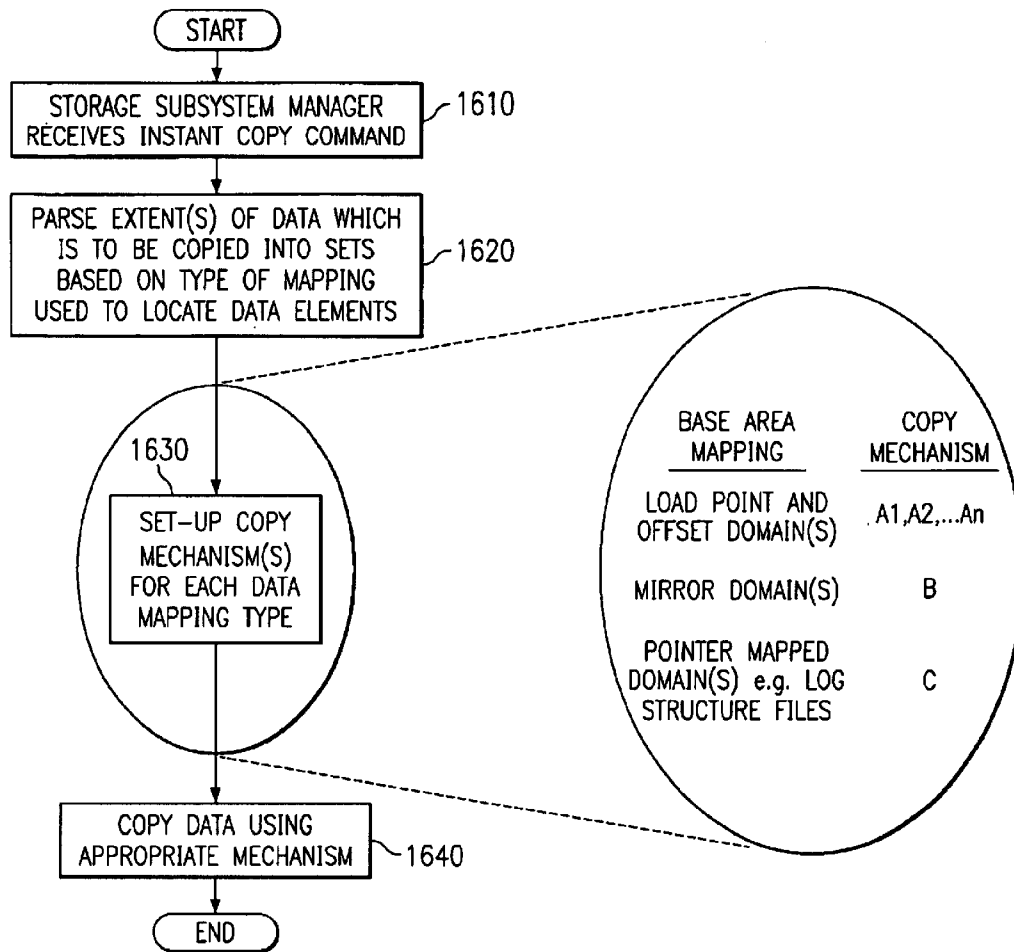 START
STORAGE SUBSYSTEM MANAGER
RECEIVES INSTANT COPY COMMAND
1610
PARSE EXTENT(S) OF DATA WHICH
IS TO BE COPIED INTO SETS
BASED ON TYPE OF MAPPING
USED TO LOCATE DATA ELEMENTS
1620
1630
SET-UP COPY
MECHANISM(S)
FOR EACH DATA
MAPPING TYPE
BASE AREA
MAPPING
COPY
MECHANISM
LOAD POINT AND
OFFSET DOMAIN(S)
A1,A2,...An
MIRROR DOMAIN(S)
B
POINTER MAPPED
DOMAIN(S) e.g. LOG
STRUCTURE FILES
C
COPY DATA USING
APPROPRIATE MECHANISM
1640
END